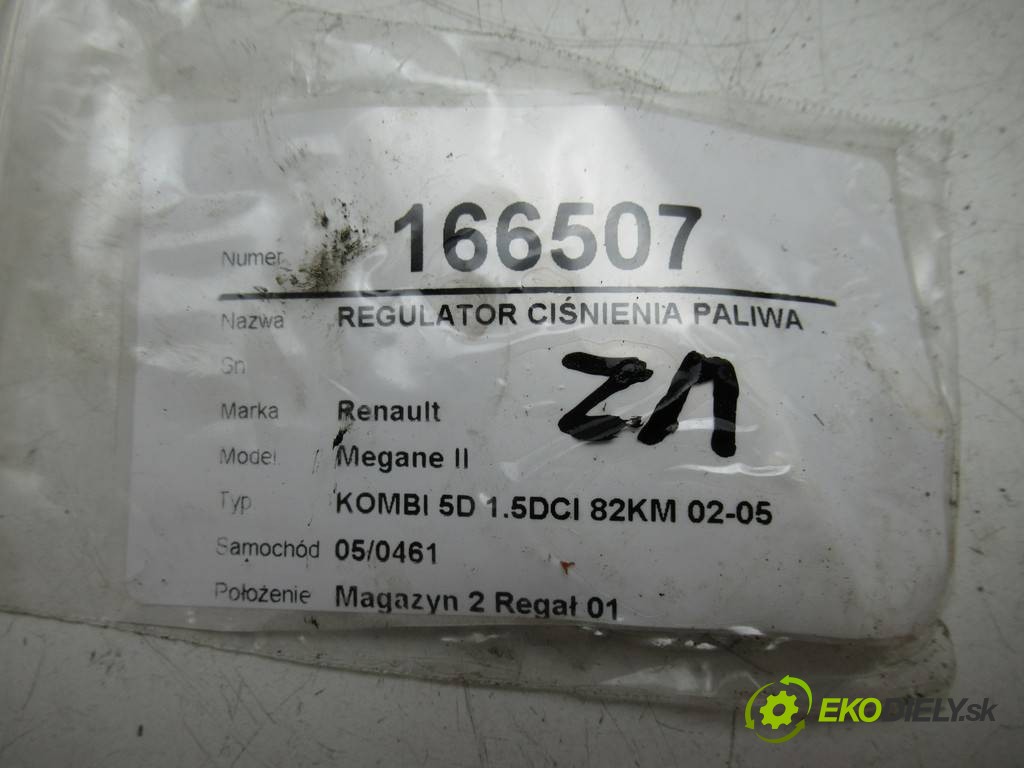 Numer 166507
Nazwa REGULATOR CIŚNIENIA PALIWA
Sn
Marka Renault
Model Megane II
Typ KOMBI 5D 1.5DCI 82KM 02-05
Samochód 05/0461
Położenie Magazyn 2 Regał 01
EKODIELY.sk